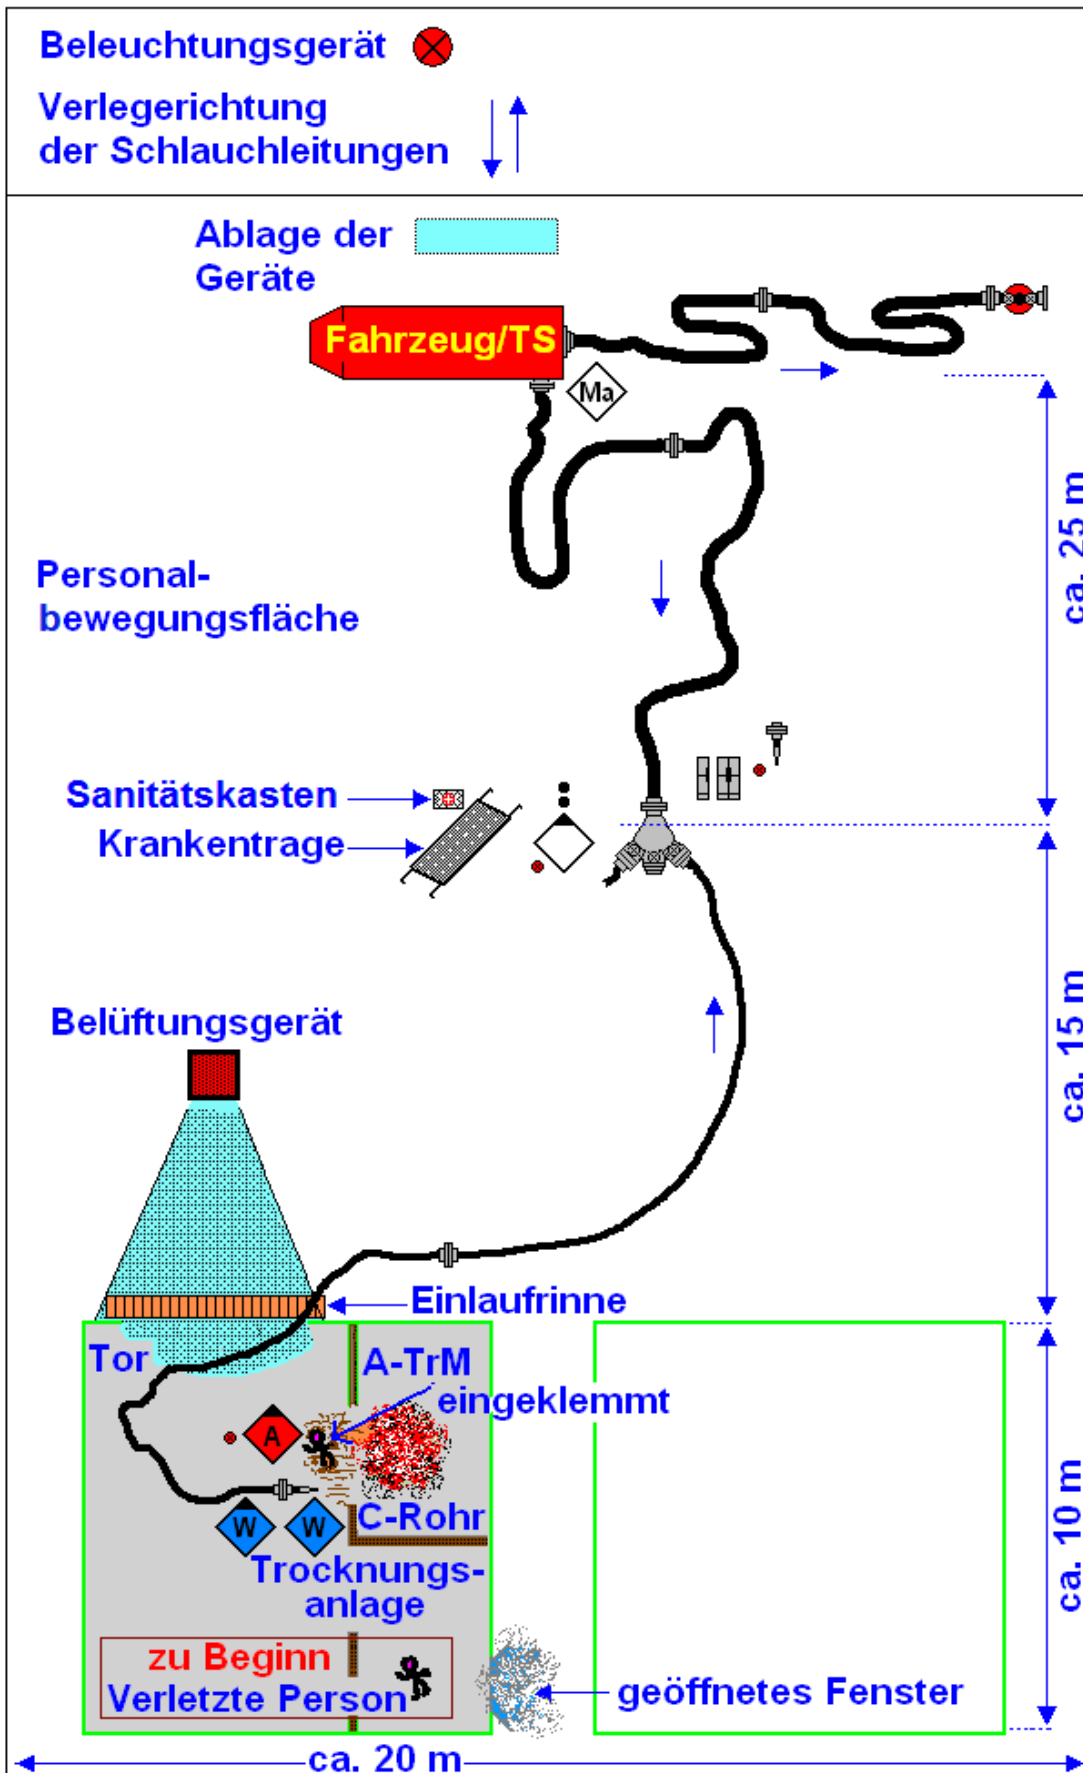 Beleuchtungsgerät
Verlegerichtung
der Schlauchleitungen
Ablage der
Geräte
Fahrzeug/TS
Ma
ca. 25 m
Personal-
bewegungsfläche
Sanitätskasten
Krankentrage
Belüftungsgerät
ca. 15 m
Einlaufrinne
Tor
A-TrM
eingeklemmt
A
C-Rohr
W
W
Trocknungs-
anlage
ca. 10 m
zu Beginn
Verletzte Person
geöffnetes Fenster
ca. 20 m